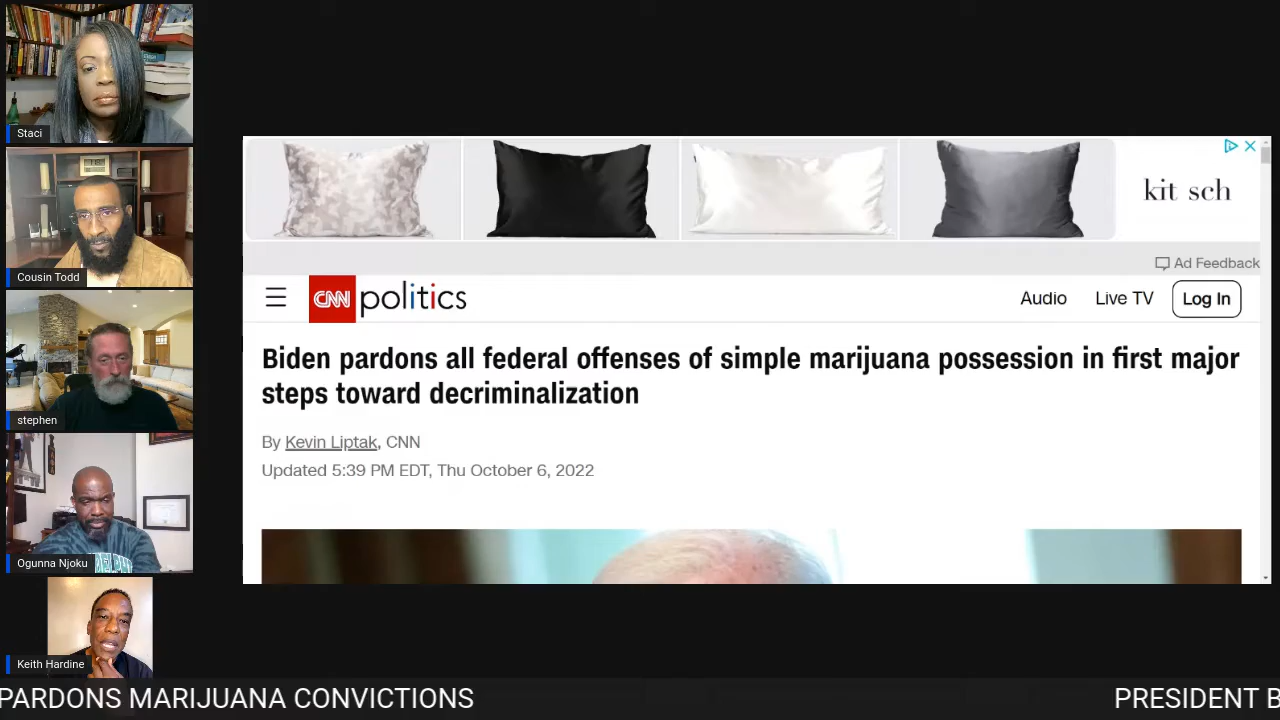 Staci
Cousin Todd
stephen
Ogunna Njoku
Keith Hardine
kit sch
Ad Feedback
CNN politics
Audio
Live TV
Log In
Biden pardons all federal offenses of simple marijuana possession in first major
steps toward decriminalization
By Kevin Liptak, CNN
Updated 5:39 PM EDT, Thu October 6, 2022
PARDONS MARIJUANA CONVICTIONS
PRESIDENT B